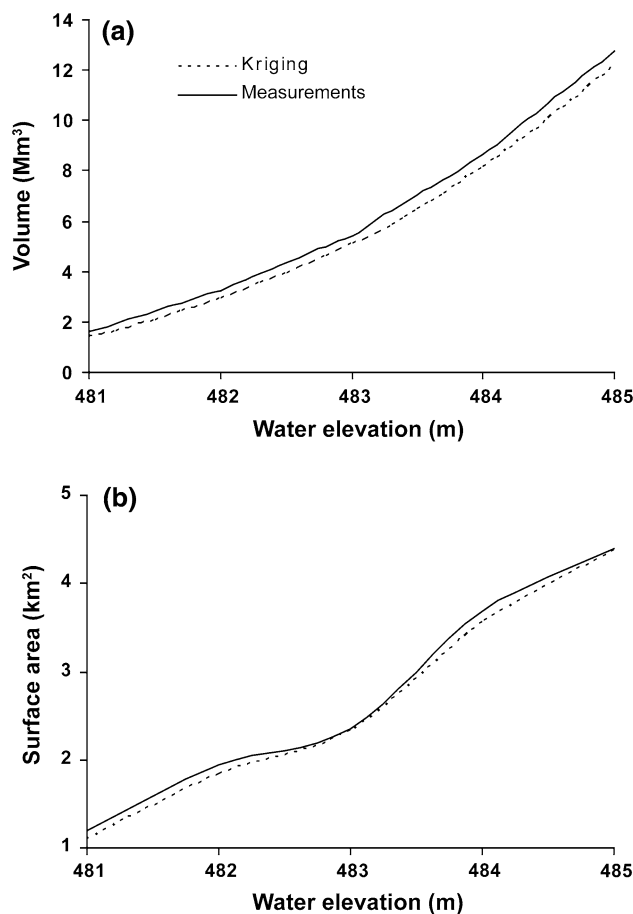 (a)
14
12
10
8
6
4
2
0
Volume (Mm³)
Kriging
Measurements
481 482 483 484 485
Water elevation (m)
(b)
5
4
3
2
1
Surface area (km²)
481 482 483 484 485
Water elevation (m)